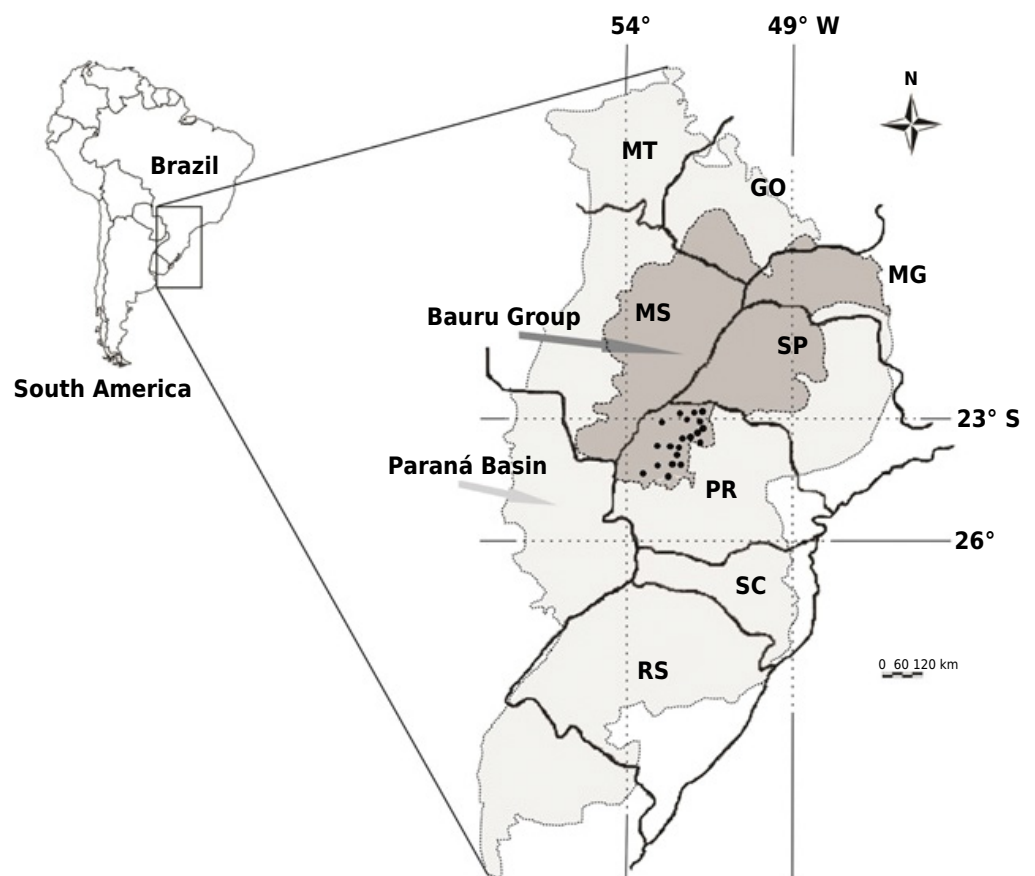 54°
49° W
N
MT
Brazil
GO
MG
Bauru Group
MS
SP
South America
23° S
Paraná Basin
PR
26°
SC
RS
0 60 120 km